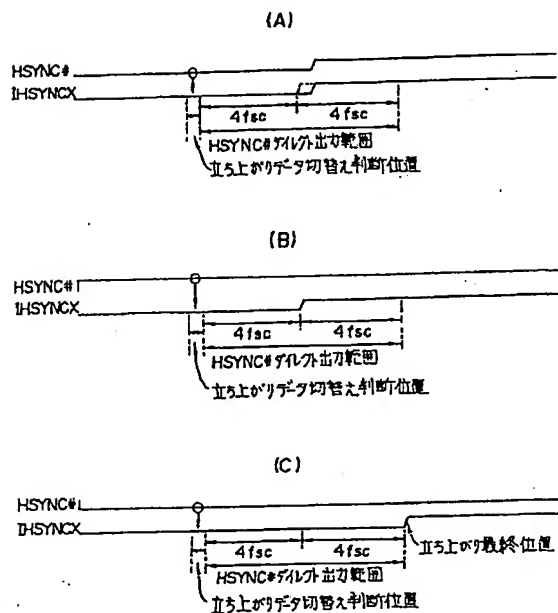 (A)
HSYNC#
IHSYNCX
4fsc 4fsc
HSYNC#ダイレクト出力範囲
立ち上がりデータ切替え判断位置
(B)
HSYNC#
IHSYNCX
4fsc 4fsc
HSYNC#ダイレクト出力範囲
立ち上がりデータ切替え判断位置
(C)
HSYNC#
IHSYNCX
4fsc 4fsc
立ち上がり最終位置
HSYNC#ダイレクト出力範囲
立ち上がりデータ切替え判断位置